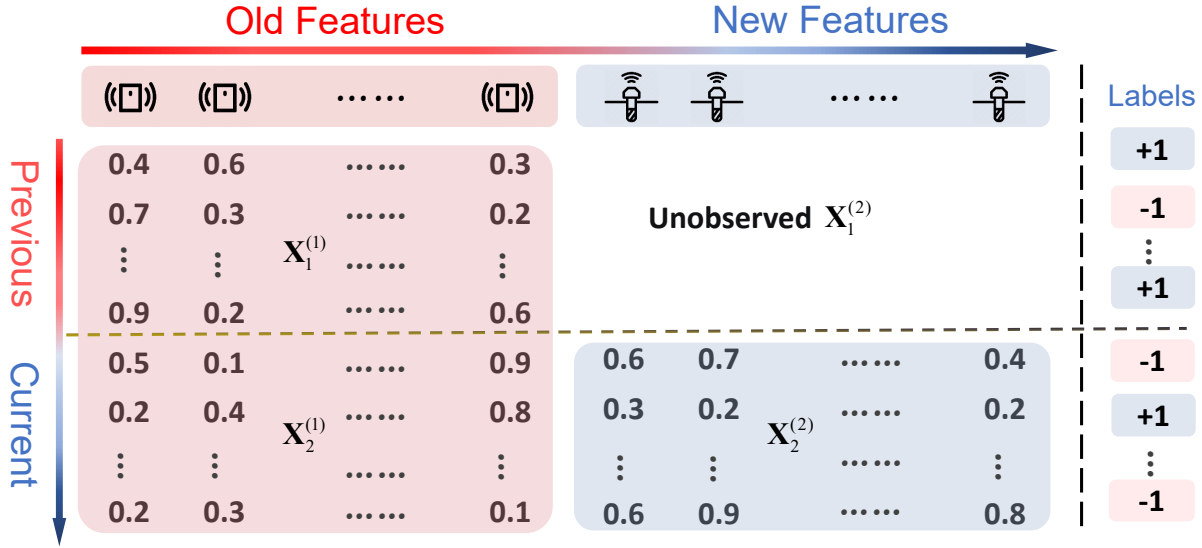 Old Features New Features
Labels
Previous
0.4 0.6 …… 0.3 +1
0.7 0.3 …… 0.2 Unobserved X₁⁽²⁾ -1
⋮ ⋮ X₁⁽¹⁾ …… ⋮ ⋮
0.9 0.2 …… 0.6 +1
Current
0.5 0.1 …… 0.9 0.6 0.7 …… 0.4 -1
0.2 0.4 …… 0.8 0.3 0.2 …… 0.2 +1
⋮ ⋮ X₂⁽¹⁾ …… ⋮ ⋮ ⋮ X₂⁽²⁾ …… ⋮ ⋮
0.2 0.3 …… 0.1 0.6 0.9 …… 0.8 -1